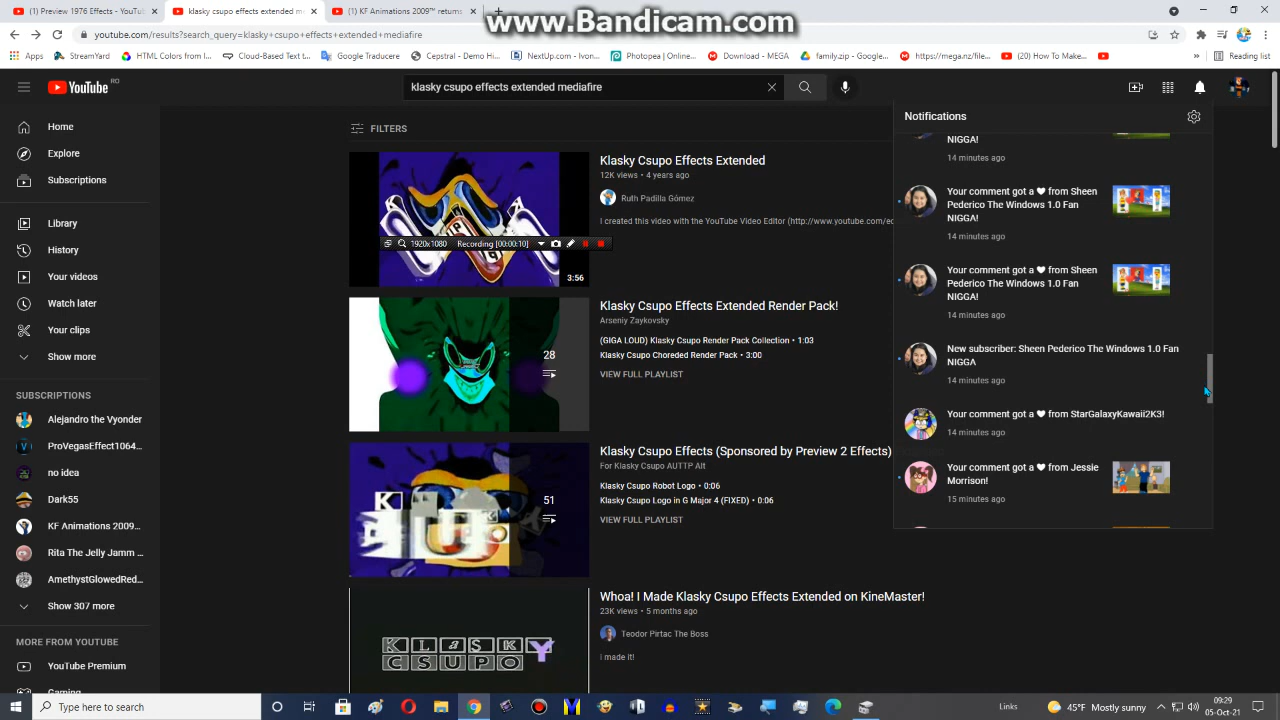 (1) Preview 1976 Effects - YouTube
klasky csupo effects extended m
(1) KF Animations 2009™ returns
www.Bandicam.com
youtube.com/results?search_query=klasky+csupo+effects+extended+mediafire
Apps
Sierotwiz
HTML Colors I...
Cloud-Based Text t...
Copyright - YouTube
Cepstral - Demo Hi...
NextUp.com - Ivona...
Photopea | Online...
Download - MEGA
family.cpp - Google...
https://mega.nz/file...
(10) How To Make...
Reading list
YouTube RO
klasky csupo effects extended mediafire
Home
Explore
Subscriptions
Library
History
Your videos
Watch later
Your clips
Show more
SUBSCRIPTIONS
Alejandro the Vyonder
ProVegasEffect1064...
no idea
Dark55
KF Animations 2009...
Rita The Jelly Jamm ...
AmethystGlowedRed...
Show 307 more
MORE FROM YOUTUBE
YouTube Premium
Gaming
FILTERS
Klasky Csupo Effects Extended
12K views • 4 years ago
Ruth Padilla Gómez
I created this video with the YouTube Video Editor (http://www.youtube.com/ed
1920x1080 Recording [00:00:10]
3:56
Klasky Csupo Effects Extended Render Pack!
Arseniy Zaykovsky
(GIGA LOUD) Klasky Csupo Render Pack Collection • 1:03
Klasky Csupo Choreded Render Pack • 3:00
VIEW FULL PLAYLIST
28
Klasky Csupo Effects (Sponsored by Preview 2 Effects)
For Klasky Csupo AUTTP Alt
Klasky Csupo Robot Logo • 0:06
Klasky Csupo Logo in G Major 4 (FIXED) • 0:06
VIEW FULL PLAYLIST
51
Whoa! I Made Klasky Csupo Effects Extended on KineMaster!
23K views • 5 months ago
Teodor Pirtac The Boss
i made it!
KLaSKY
CSUPO
Notifications
NIGGA!
14 minutes ago
Your comment got a ❤ from Sheen
Pederico The Windows 1.0 Fan
NIGGA!
14 minutes ago
Your comment got a ❤ from Sheen
Pederico The Windows 1.0 Fan
NIGGA!
14 minutes ago
New subscriber: Sheen Pederico The Windows 1.0 Fan
NIGGA
14 minutes ago
Your comment got a ❤ from StarGalaxyKawaii2K3!
14 minutes ago
Your comment got a ❤ from Jessie
Morrison!
15 minutes ago
Type here to search
Links
45°F Mostly sunny
09:29
05-Oct-21